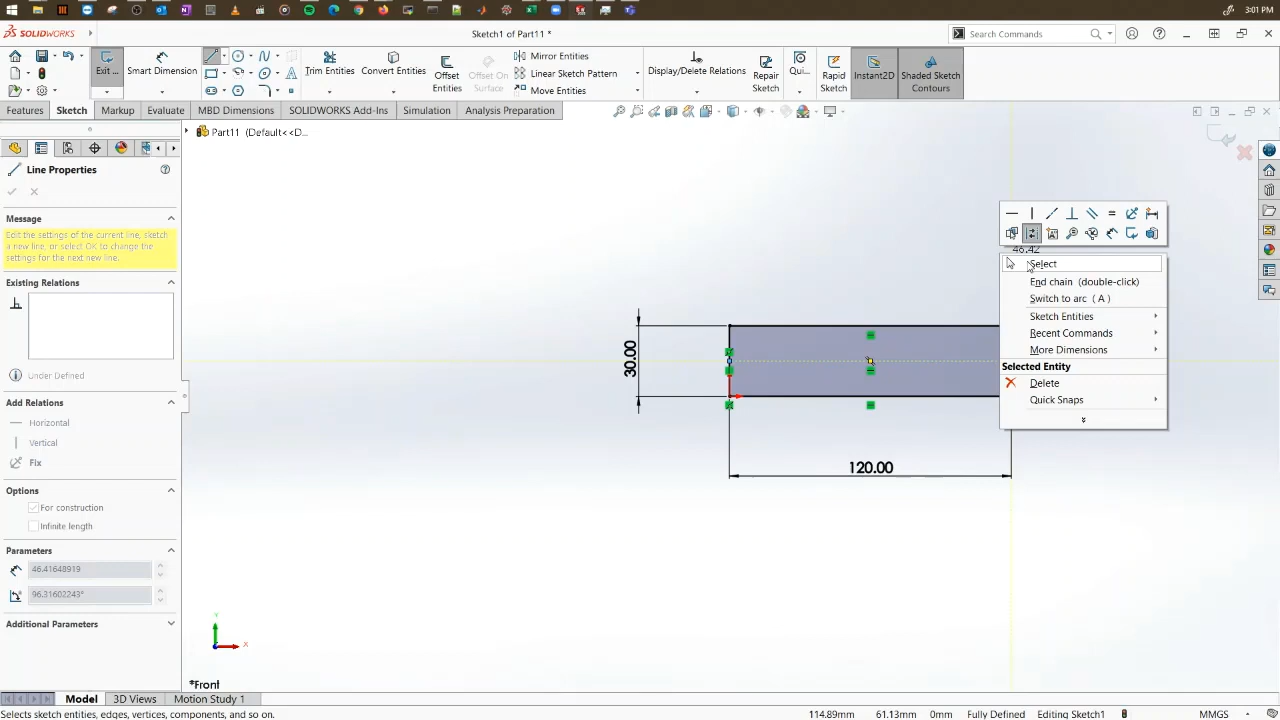 3:01 PM
SOLIDWORKS
Sketch1 of Part11 *
Search Commands
Exit ...
Smart Dimension
Trim Entities
Convert Entities
Offset Entities
Offset On Surface
Mirror Entities
Linear Sketch Pattern
Move Entities
Display/Delete Relations
Repair Sketch
Qui...
Rapid Sketch
Instant2D
Shaded Sketch Contours
Features
Sketch
Markup
Evaluate
MBD Dimensions
SOLIDWORKS Add-Ins
Simulation
Analysis Preparation
Part11 (Default<<D...
Line Properties
Message
Edit the settings of the current line, sketch
a new line, or select OK to change the
settings for the next new line.
Existing Relations
Under Defined
Add Relations
Horizontal
Vertical
Fix
Options
For construction
Infinite length
Parameters
46.41648919
96.31602243°
Additional Parameters
46.42
Select
End chain (double-click)
Switch to arc ( A )
Sketch Entities
Recent Commands
More Dimensions
Selected Entity
Delete
Quick Snaps
30.00
120.00
Y
X
*Front
Model
3D Views
Motion Study 1
Selects sketch entities, edges, vertices, components, and so on.
114.89mm
61.13mm
0mm
Fully Defined
Editing Sketch1
MMGS